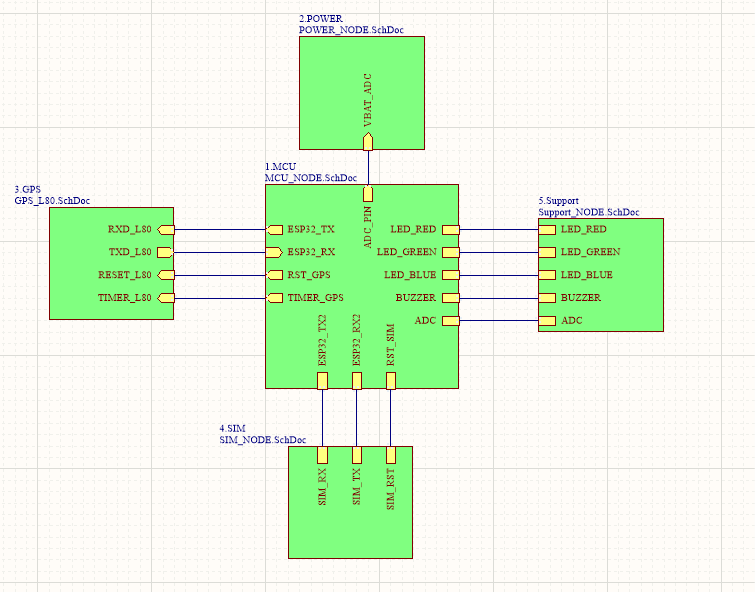 2.POWER
POWER_NODE.SchDoc
VBAT_ADC
1.MCU
MCU_NODE.SchDoc
ADC_PIN
3.GPS
GPS_L80.SchDoc
RXD_L80
TXD_L80
RESET_L80
TIMER_L80
ESP32_TX
ESP32_RX
RST_GPS
TIMER_GPS
LED_RED
LED_GREEN
LED_BLUE
BUZZER
ADC
ESP32_TX2
ESP32_RX2
RST_SIM
5.Support
Support_NODE.SchDoc
LED_RED
LED_GREEN
LED_BLUE
BUZZER
ADC
4.SIM
SIM_NODE.SchDoc
SIM_RX
SIM_TX
SIM_RST